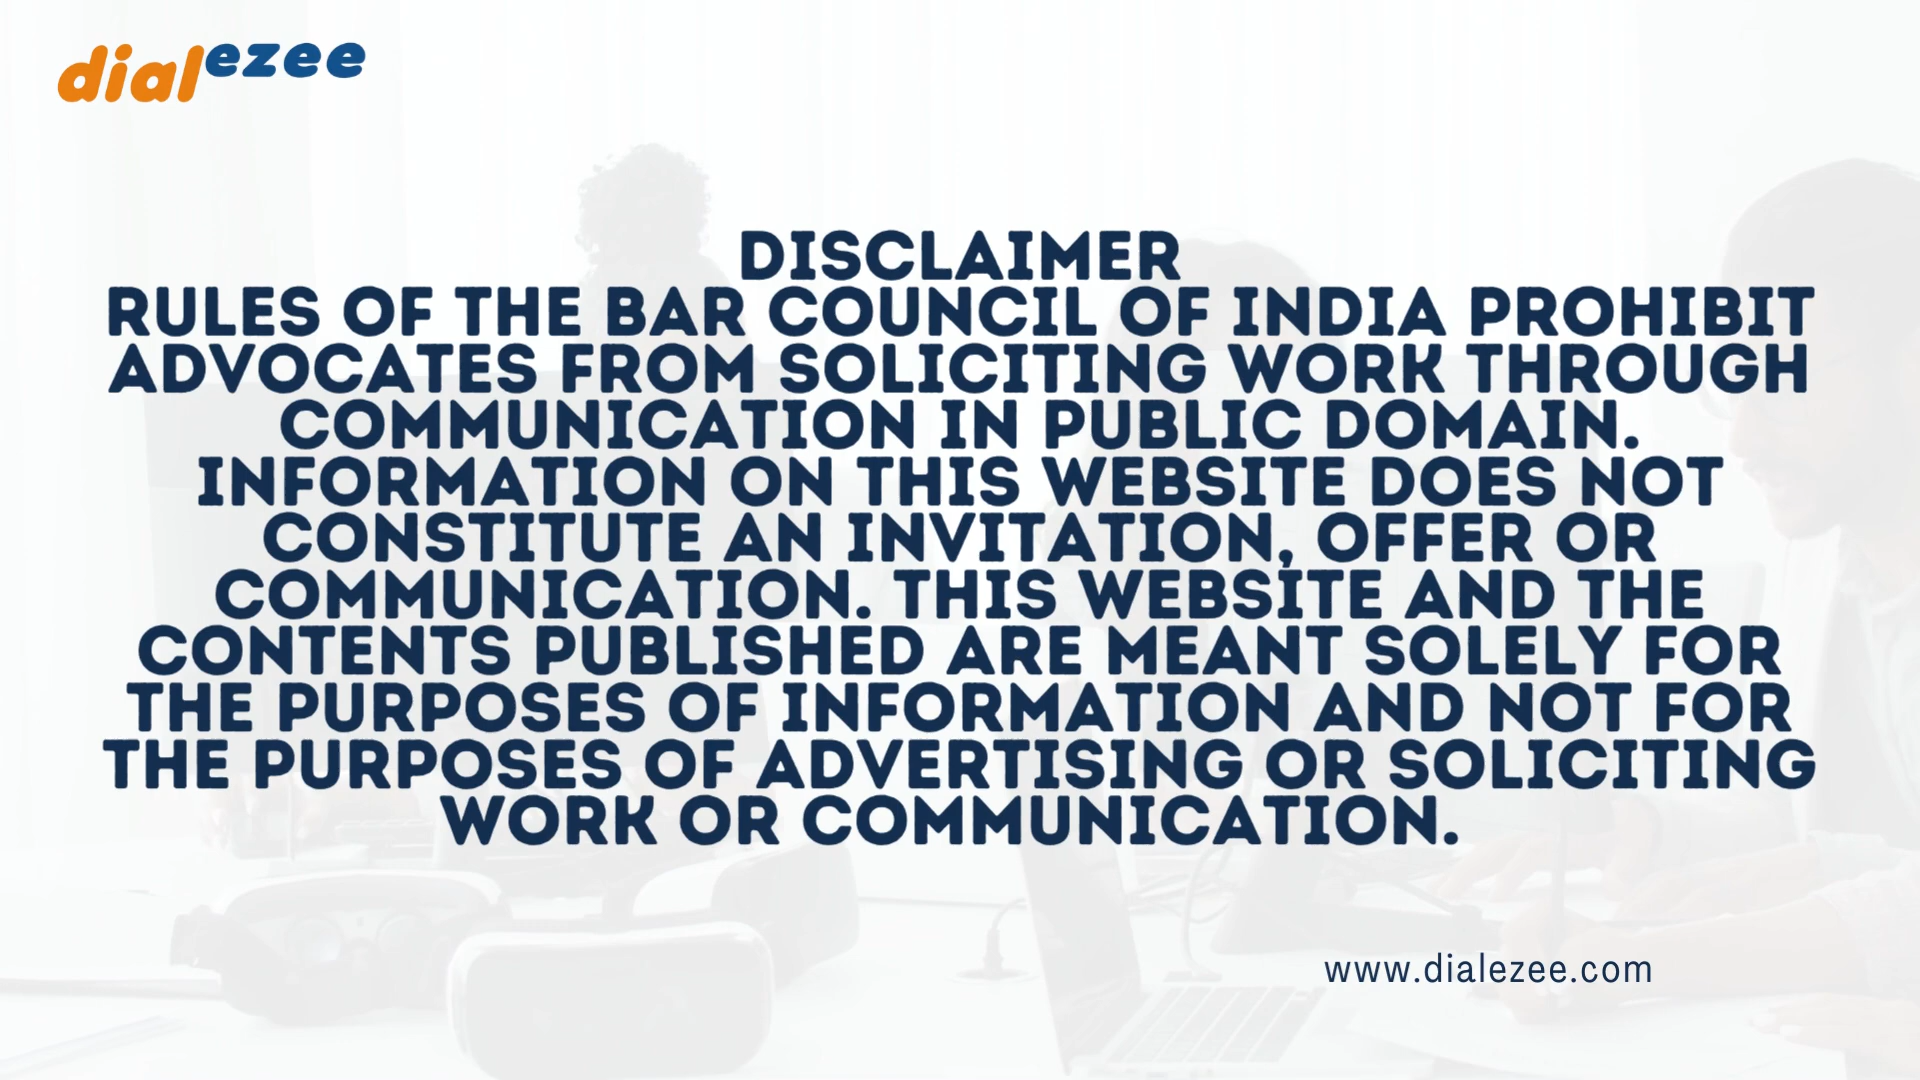 dialezee
DISCLAIMER
RULES OF THE BAR COUNCIL OF INDIA PROHIBIT
ADVOCATES FROM SOLICITING WORK THROUGH
COMMUNICATION IN PUBLIC DOMAIN.
INFORMATION ON THIS WEBSITE DOES NOT
CONSTITUTE AN INVITATION, OFFER OR
COMMUNICATION. THIS WEBSITE AND THE
CONTENTS PUBLISHED ARE MEANT SOLELY FOR
THE PURPOSES OF INFORMATION AND NOT FOR
THE PURPOSES OF ADVERTISING OR SOLICITING
WORK OR COMMUNICATION.
www.dialezee.com